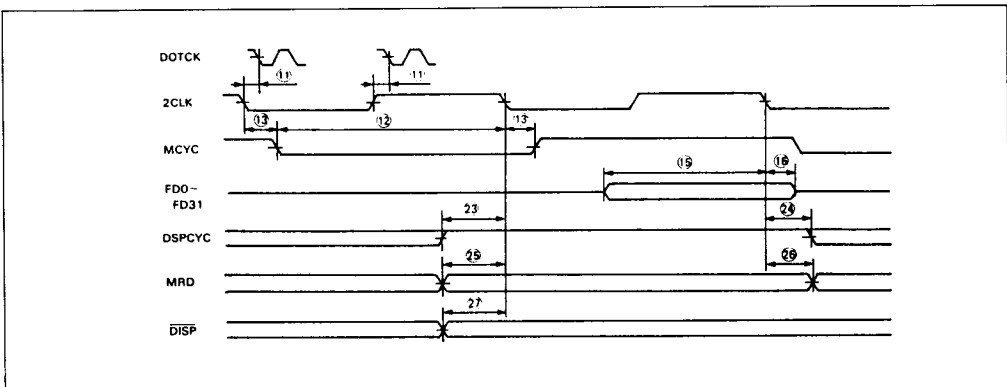 DOTCK
⑪ ⑪
2CLK
⑬ ⑫ 13
MCYC
⑮ ⑯
FD0~
FD31
23 ㉔
DSPCYC
㉕ ㉖
MRD
27
DISP